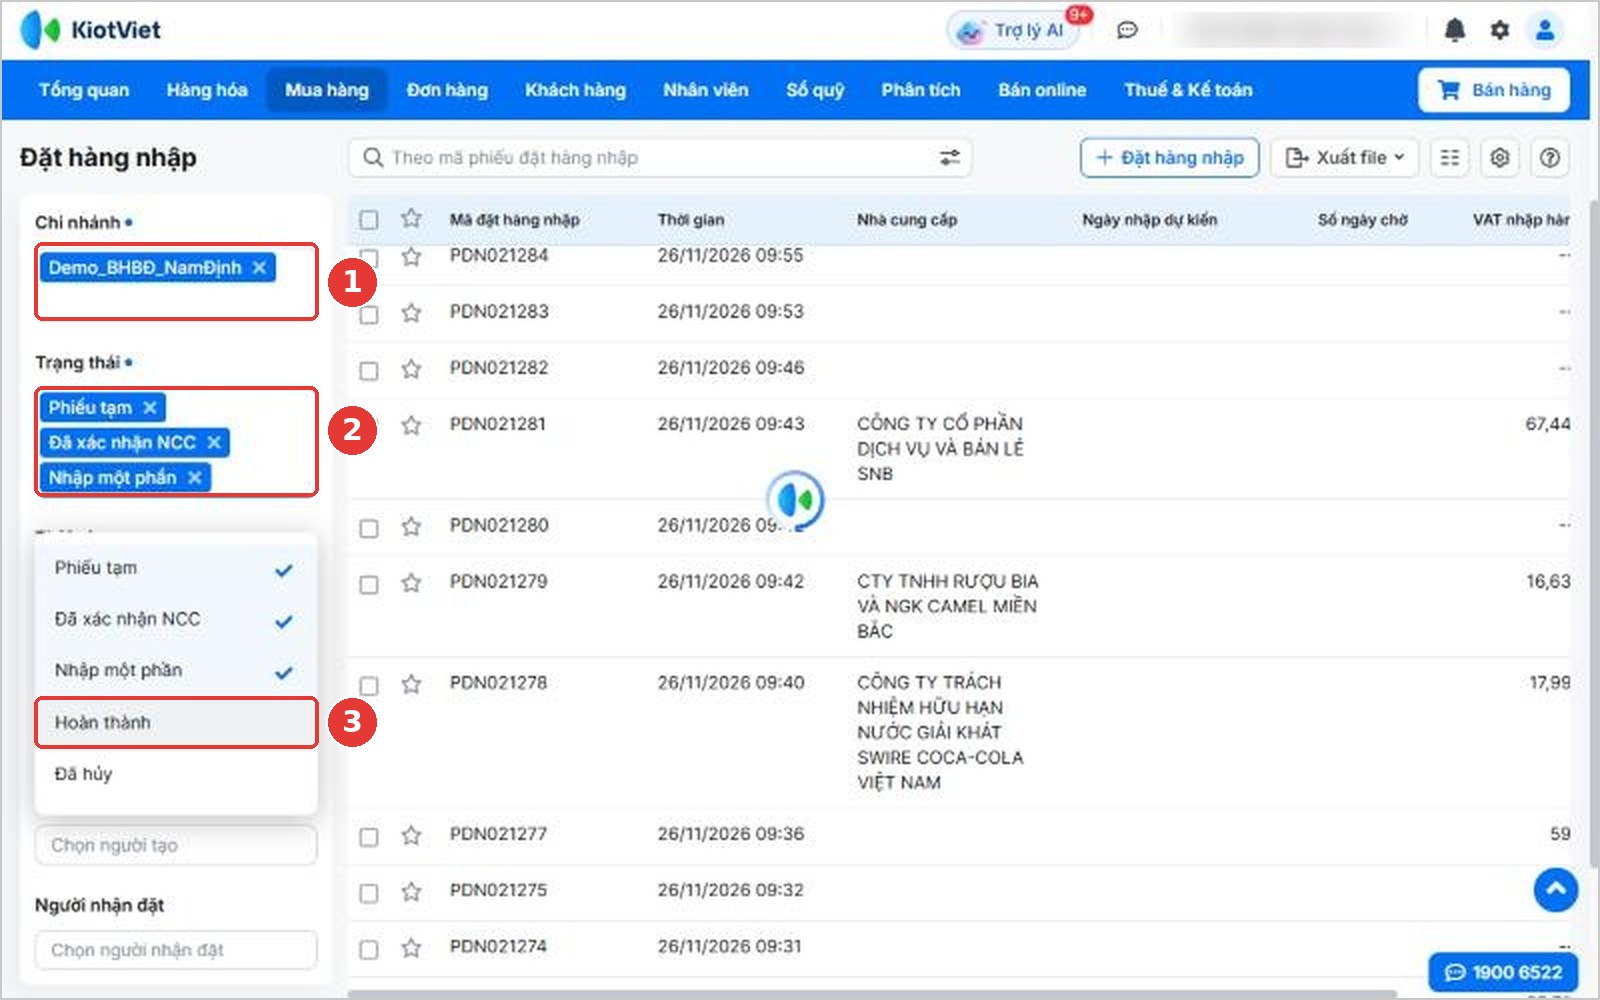 KiotViet
Trợ lý AI
9+
Tổng quan
Hàng hóa
Mua hàng
Đơn hàng
Khách hàng
Nhân viên
Sổ quỹ
Phân tích
Bán online
Thuế & Kế toán
Bán hàng
Đặt hàng nhập
Theo mã phiếu đặt hàng nhập
+ Đặt hàng nhập
Xuất file
Chi nhánh
Demo_BHBĐ_NamĐịnh ×
1
Trạng thái
Phiếu tạm ×
Đã xác nhận NCC ×
Nhập một phần ×
2
Phiếu tạm
Đã xác nhận NCC
Nhập một phần
Hoàn thành
3
Đã hủy
Chọn người tạo
Người nhận đặt
Chọn người nhận đặt
Mã đặt hàng nhập Thời gian Nhà cung cấp Ngày nhập dự kiến Số ngày chờ VAT nhập hàn
PDN021284 26/11/2026 09:55 --
PDN021283 26/11/2026 09:53 --
PDN021282 26/11/2026 09:46 --
PDN021281 26/11/2026 09:43 CÔNG TY CỔ PHẦN 67,44
DỊCH VỤ VÀ BÁN LẺ
SNB
PDN021280 26/11/2026 09: --
PDN021279 26/11/2026 09:42 CTY TNHH RƯỢU BIA 16,63
VÀ NGK CAMEL MIỀN
BẮC
PDN021278 26/11/2026 09:40 CÔNG TY TRÁCH 17,99
NHIỆM HỮU HẠN
NƯỚC GIẢI KHÁT
SWIRE COCA-COLA
VIỆT NAM
PDN021277 26/11/2026 09:36 59
PDN021275 26/11/2026 09:32
PDN021274 26/11/2026 09:31 --
1900 6522